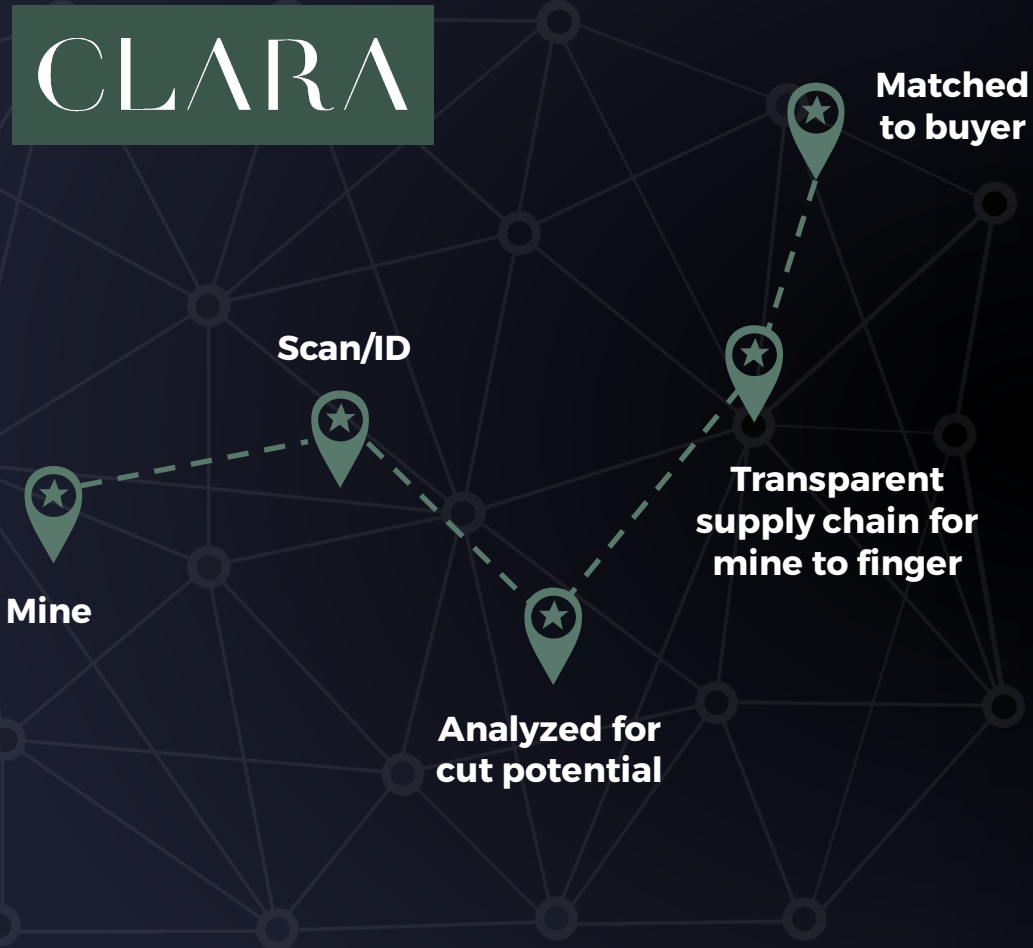 CLARA
Matched
to buyer
Scan/ID
Mine
Transparent
supply chain for
mine to finger
Analyzed for
cut potential